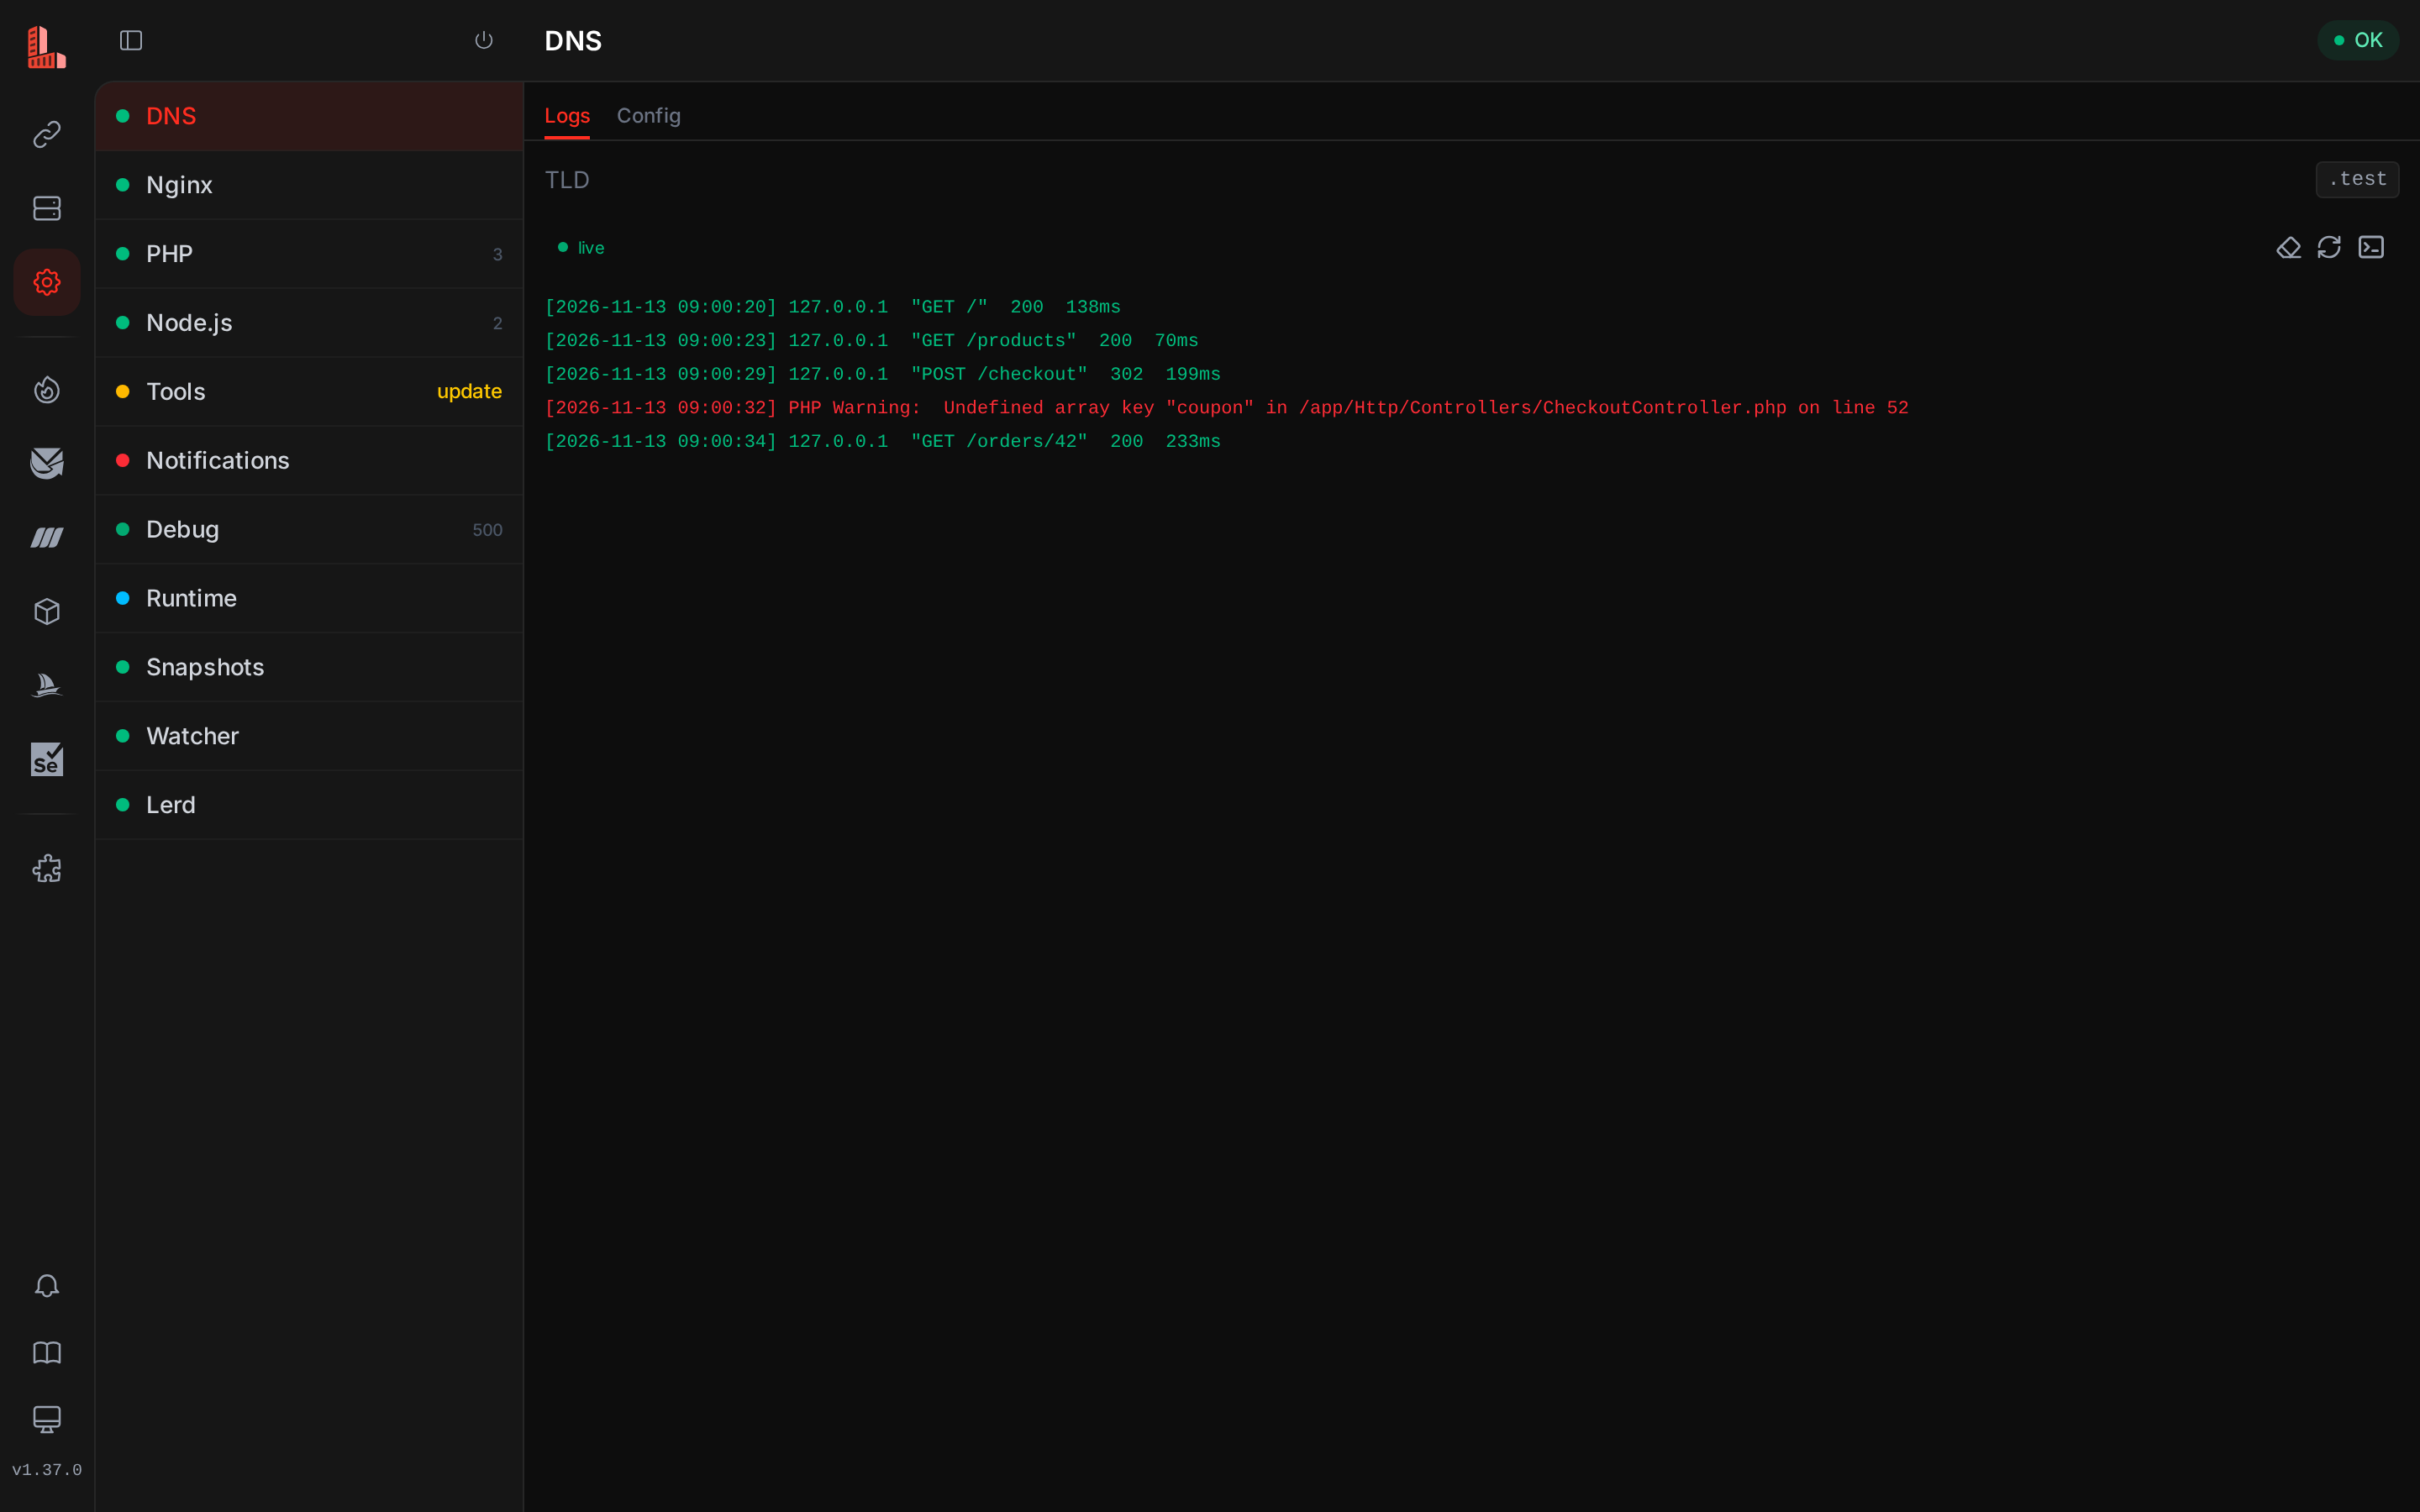 DNS
OK
DNS
Nginx
PHP 3
Node.js 2
Tools update
Notifications
Debug 500
Runtime
Snapshots
Watcher
Lerd
Se
v1.37.0
Logs Config
TLD .test
live
[2026-11-13 09:00:20] 127.0.0.1  "GET /"  200  138ms
[2026-11-13 09:00:23] 127.0.0.1  "GET /products"  200  70ms
[2026-11-13 09:00:29] 127.0.0.1  "POST /checkout"  302  199ms
[2026-11-13 09:00:32] PHP Warning:  Undefined array key "coupon" in /app/Http/Controllers/CheckoutController.php on line 52
[2026-11-13 09:00:34] 127.0.0.1  "GET /orders/42"  200  233ms